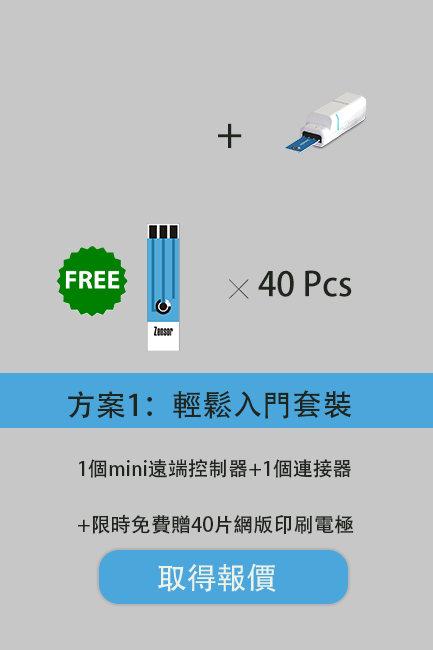 +
FREE
Zensor
× 40 Pcs
方案1：輕鬆入門套裝
1個mini遠端控制器+1個連接器
+限時免費贈40片網版印刷電極
取得報價